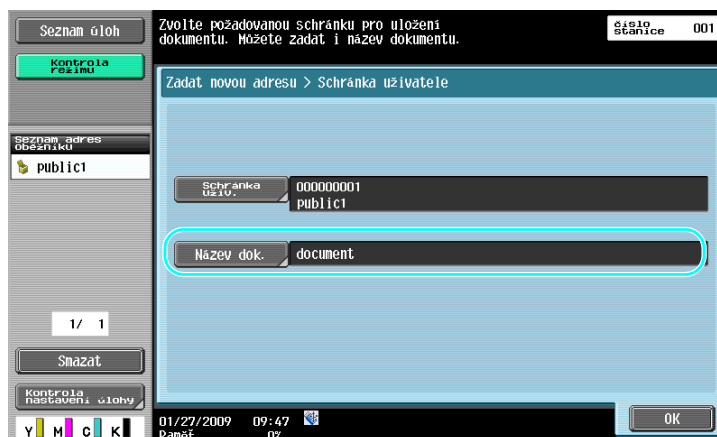 Seznam úloh
Zvolte požadovanou schránku pro uložení
dokumentu. Můžete zadat i název dokumentu.
číslo
stanice
001
Kontrola
režimu
Zadat novou adresu > Schránka uživatele
Seznam adres
oběžníku
public1
Schránka
uživ.
000000001
public1
Název dok.
document
1/ 1
Smazat
Kontrola
nastavení úlohy
Y M C K
01/27/2009 09:47
Paměť 0%
OK